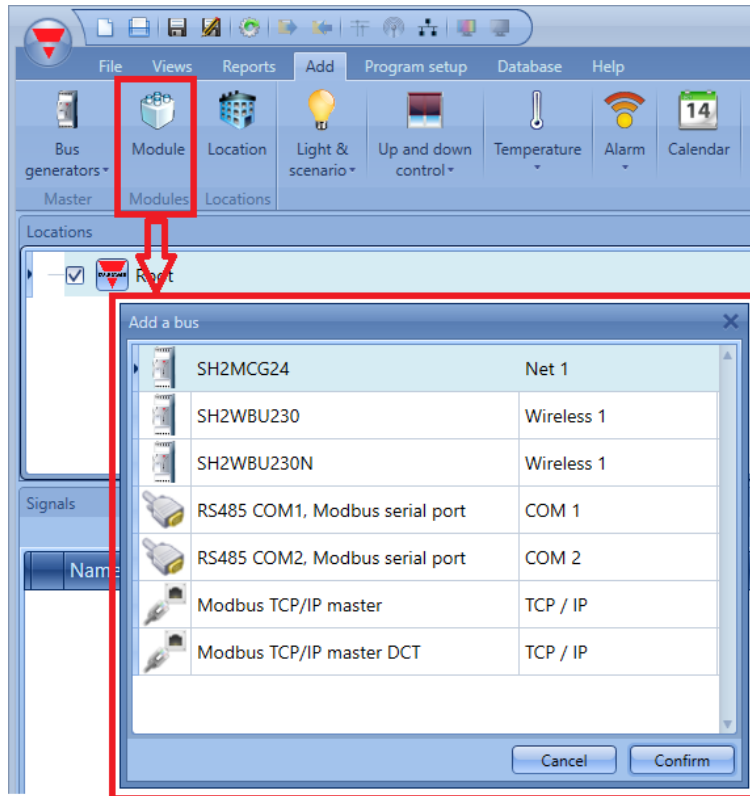 File Views Reports Add Program setup Database Help
Bus generators
Module
Location
Light & scenario
Up and down control
Temperature
Alarm
14
Calendar
Master Modules Locations
Locations
Root
Add a bus
SH2MCG24 Net 1
SH2WBU230 Wireless 1
SH2WBU230N Wireless 1
RS485 COM1, Modbus serial port COM 1
RS485 COM2, Modbus serial port COM 2
Modbus TCP/IP master TCP / IP
Modbus TCP/IP master DCT TCP / IP
Signals
Name
Cancel Confirm